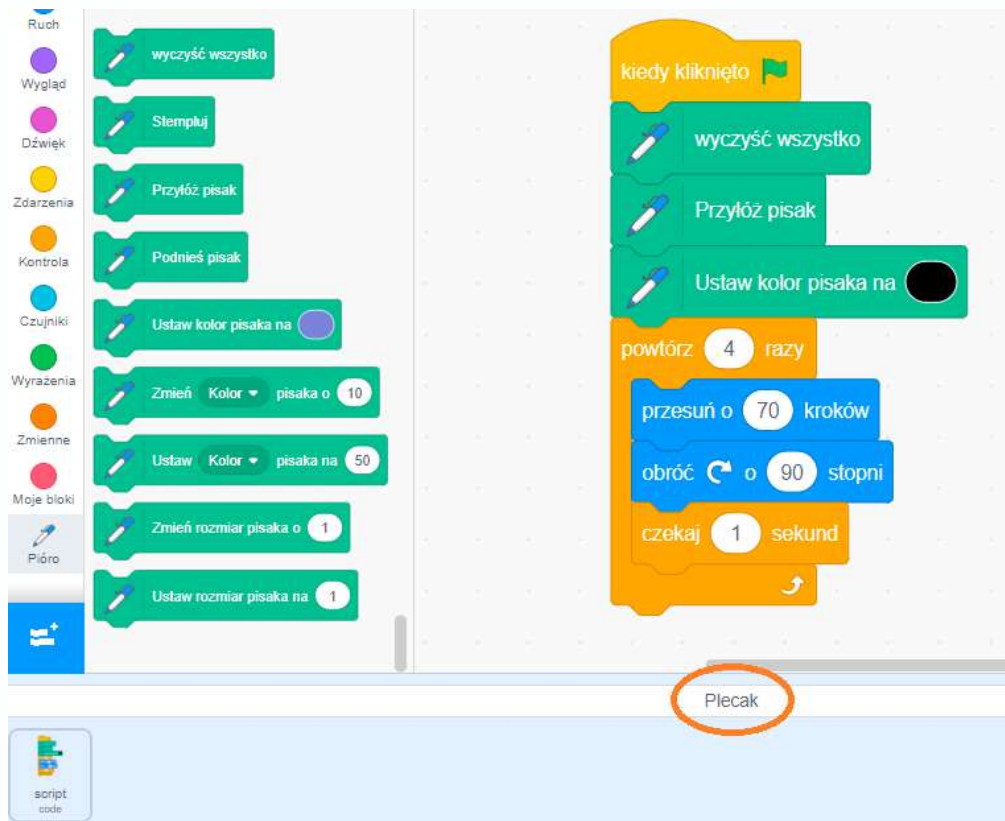 Ruch
Wygląd
Dźwięk
Zdarzenia
Kontrola
Czujniki
Wyrażenia
Zmienne
Moje bloki
Pióro
wyczyść wszystko
Stempluj
Przyłóż pisak
Podnieś pisak
Ustaw kolor pisaka na
Zmień Kolor pisaka o 10
Ustaw Kolor pisaka na 50
Zmień rozmiar pisaka o 1
Ustaw rozmiar pisaka na 1
kiedy kliknięto
wyczyść wszystko
Przyłóż pisak
Ustaw kolor pisaka na
powtórz 4 razy
przesuń o 70 kroków
obróć o 90 stopni
czekaj 1 sekund
Plecak
script
code